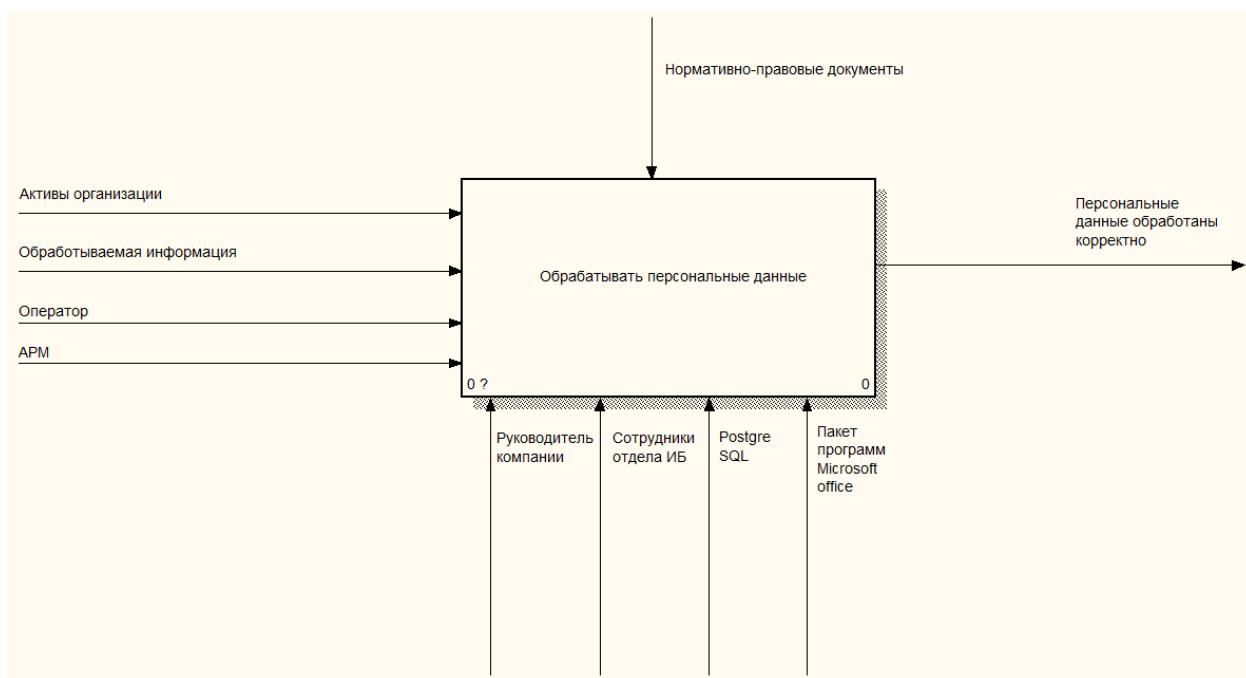 Нормативно-правовые документы
Активы организации
Обрабатываемая информация
Оператор
АРМ
Обрабатывать персональные данные
0 ?
0
Персональные
данные обработаны
корректно
Руководитель
компании
Сотрудники
отдела ИБ
Postgre
SQL
Пакет
программ
Microsoft
office